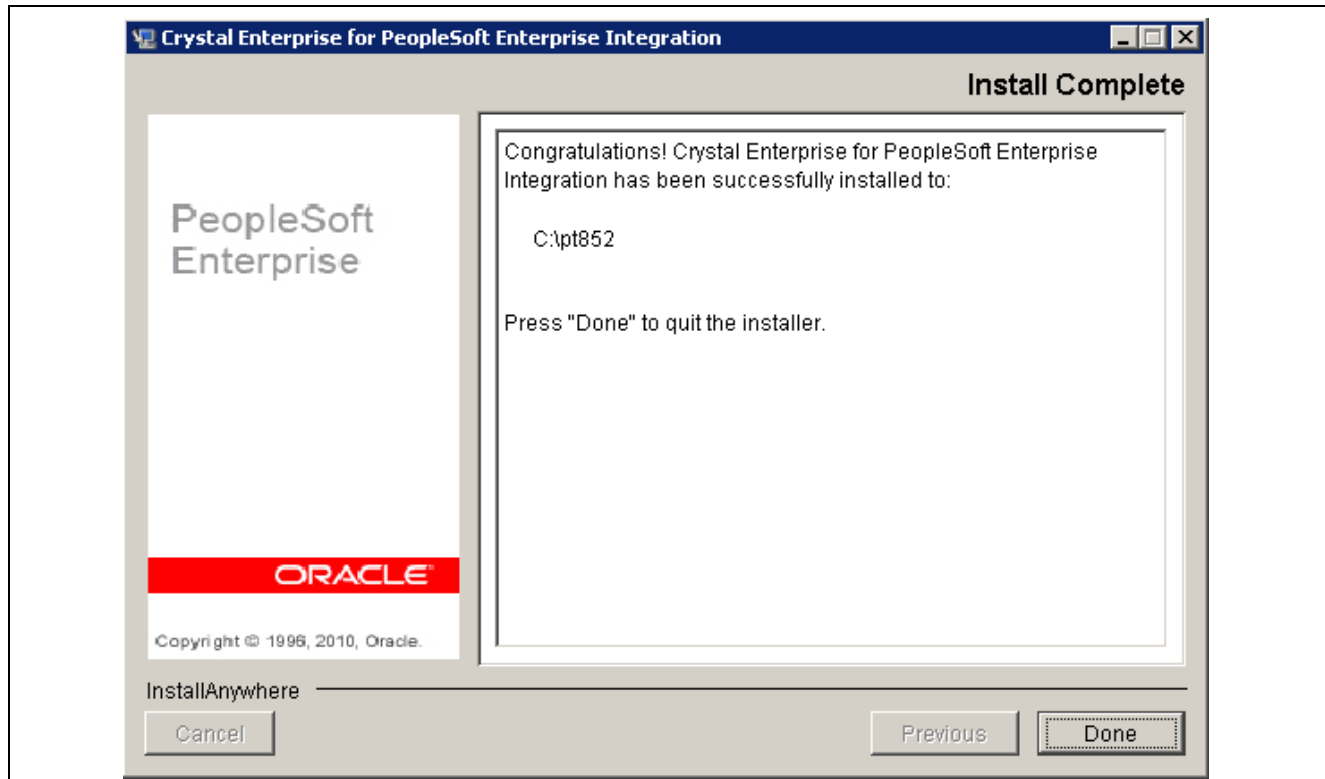 Crystal Enterprise for PeopleSoft Enterprise Integration
Install Complete
PeopleSoft
Enterprise
ORACLE
Copyright © 1996, 2010, Oracle.
Congratulations! Crystal Enterprise for PeopleSoft Enterprise
Integration has been successfully installed to:
C:\pt852
Press "Done" to quit the installer.
InstallAnywhere
Cancel
Previous
Done